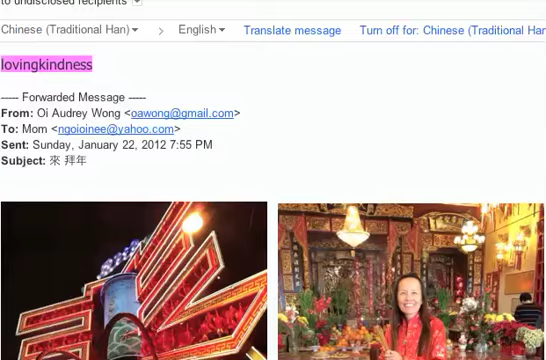 to undisclosed recipients
Chinese (Traditional Han) > English Translate message Turn off for: Chinese (Traditional Han
lovingkindness
----- Forwarded Message -----
From: Oi Audrey Wong <oawong@gmail.com>
To: Mom <ngoioinee@yahoo.com>
Sent: Sunday, January 22, 2012 7:55 PM
Subject: 來 拜年